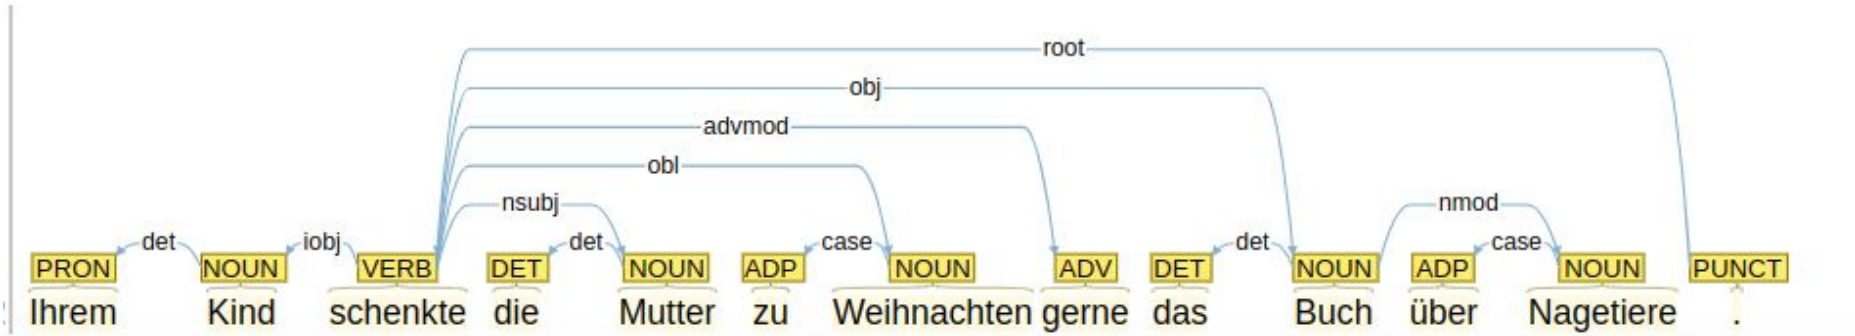 root
obj
advmod
obl
nsubj nmod
det iobj det case det case
PRON NOUN VERB DET NOUN ADP NOUN ADV DET NOUN ADP NOUN PUNCT
Ihrem Kind schenkte die Mutter zu Weihnachten gerne das Buch über Nagetiere .